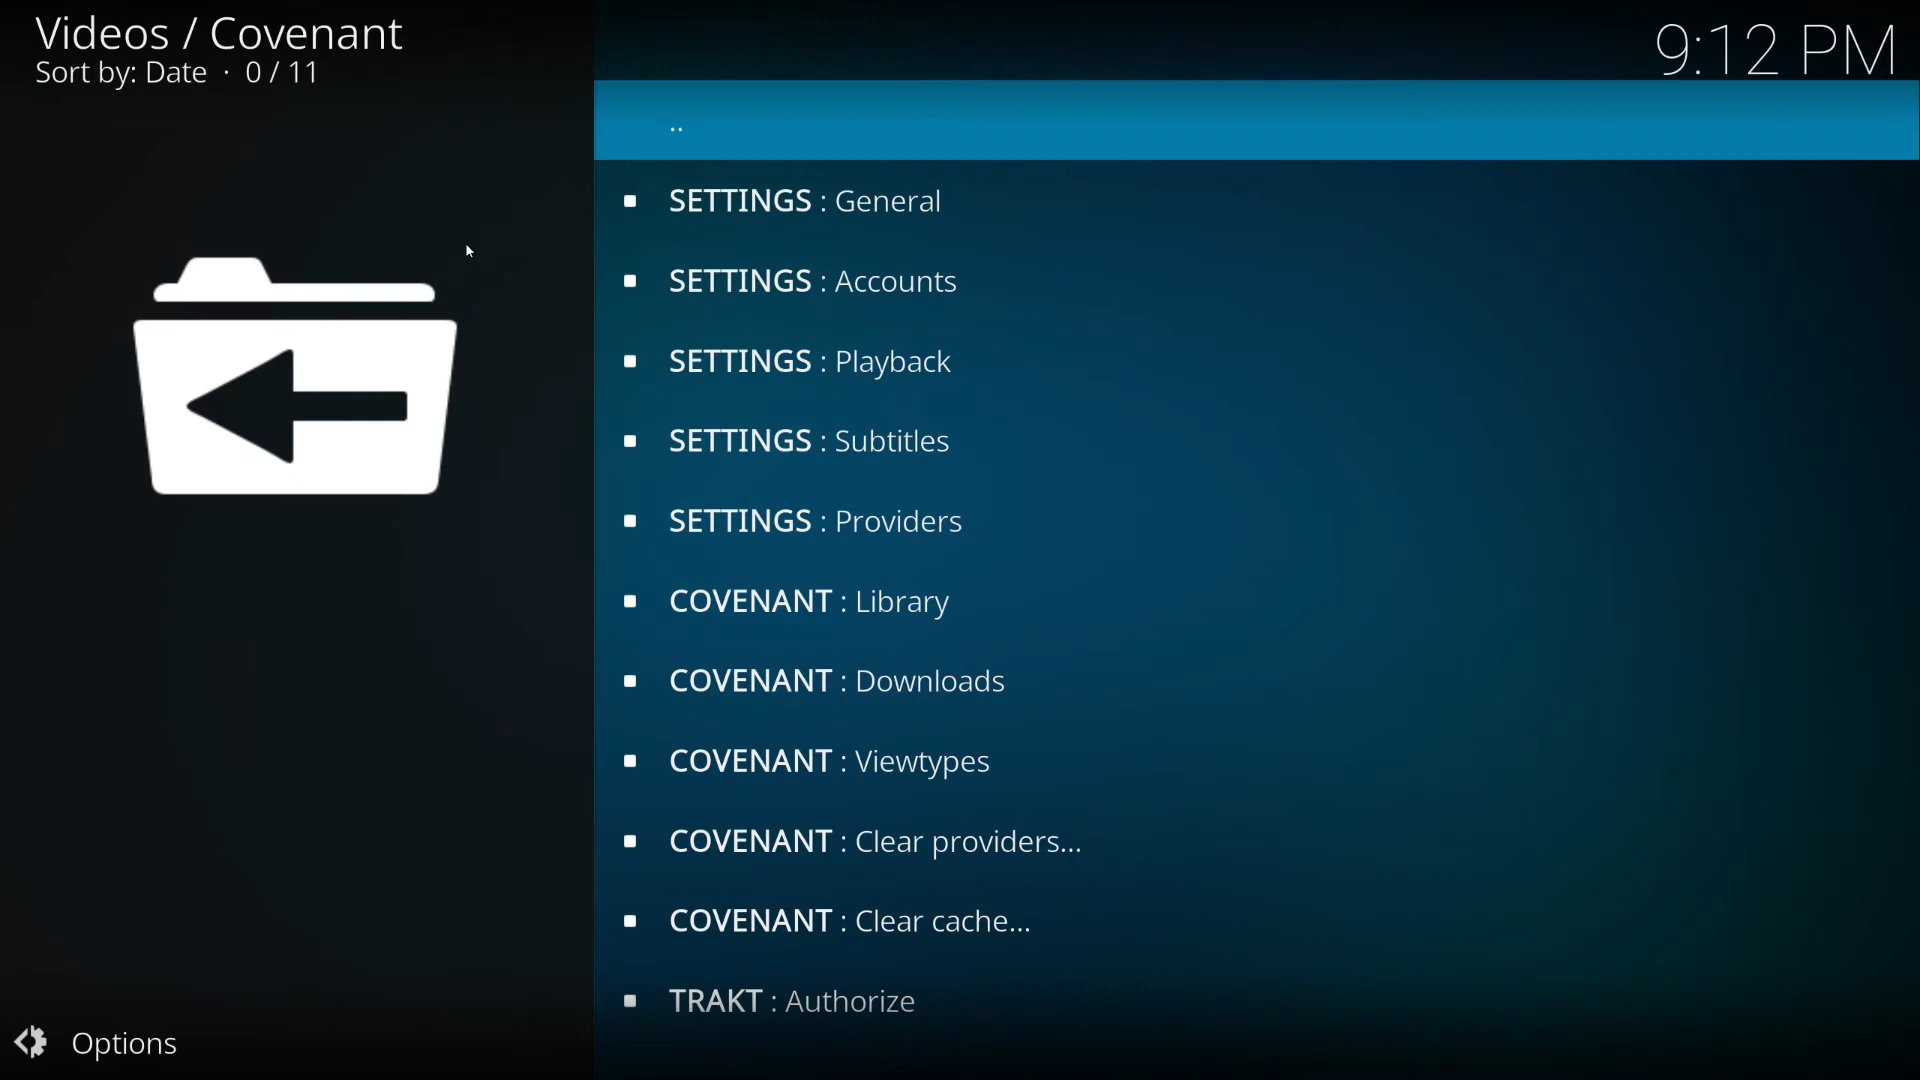 Videos / Covenant
Sort by: Date · 0 / 11
9:12 PM
..
SETTINGS : General
SETTINGS : Accounts
SETTINGS : Playback
SETTINGS : Subtitles
SETTINGS : Providers
COVENANT : Library
COVENANT : Downloads
COVENANT : Viewtypes
COVENANT : Clear providers...
COVENANT : Clear cache...
TRAKT : Authorize
Options